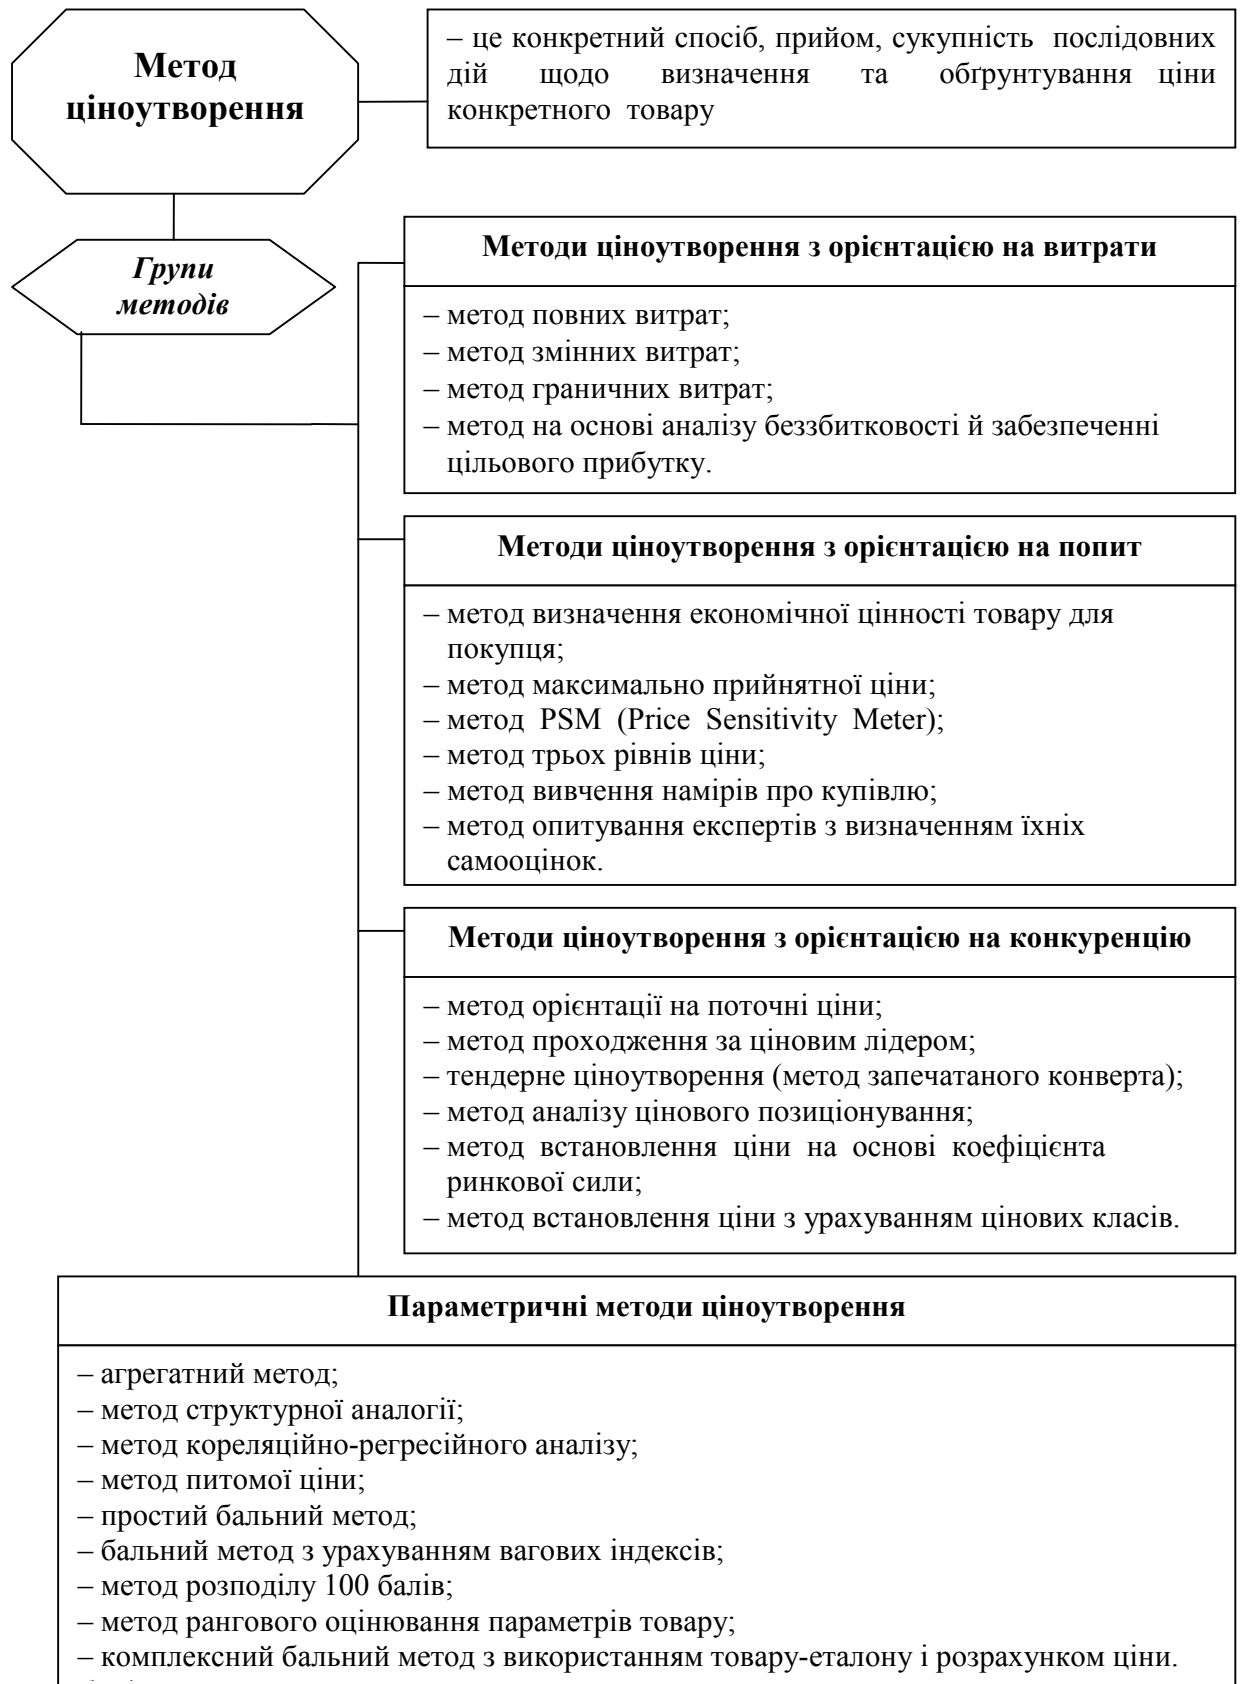 Метод
ціноутворення
– це конкретний спосіб, прийом, сукупність послідовних
дій щодо визначення та обґрунтування ціни
конкретного товару
Групи
методів
Методи ціноутворення з орієнтацією на витрати
– метод повних витрат;
– метод змінних витрат;
– метод граничних витрат;
– метод на основі аналізу беззбитковості й забезпеченні
цільового прибутку.
Методи ціноутворення з орієнтацією на попит
– метод визначення економічної цінності товару для
покупця;
– метод максимально прийнятної ціни;
– метод PSM (Price Sensitivity Meter);
– метод трьох рівнів ціни;
– метод вивчення намірів про купівлю;
– метод опитування експертів з визначенням їхніх
самооцінок.
Методи ціноутворення з орієнтацією на конкуренцію
– метод орієнтації на поточні ціни;
– метод проходження за ціновим лідером;
– тендерне ціноутворення (метод запечатаного конверта);
– метод аналізу цінового позиціонування;
– метод встановлення ціни на основі коефіцієнта
ринкової сили;
– метод встановлення ціни з урахуванням цінових класів.
Параметричні методи ціноутворення
– агрегатний метод;
– метод структурної аналогії;
– метод кореляційно-регресійного аналізу;
– метод питомої ціни;
– простий бальний метод;
– бальний метод з урахуванням вагових індексів;
– метод розподілу 100 балів;
– метод рангового оцінювання параметрів товару;
– комплексний бальний метод з використанням товару-еталону і розрахунком ціни.